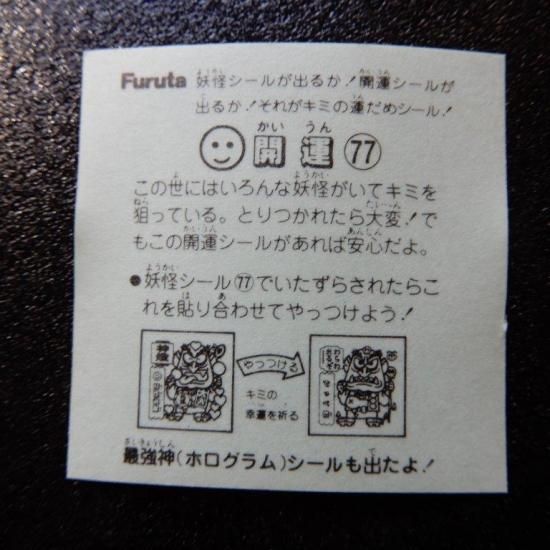 Furuta 妖怪シールが出るか!開運シールが
出るか!それがキミの運だめシール!
開運 77
この世にはいろんな妖怪がいてキミを
狙っている。とりつかれたら大変!で
もこの開運シールがあれば安心だよ。
●妖怪シール77でいたずらされたらこ
れを貼り合わせてやっつけよう!
やっつける
キミの
幸運を祈る
最強神(ホログラム)シールも出たよ!